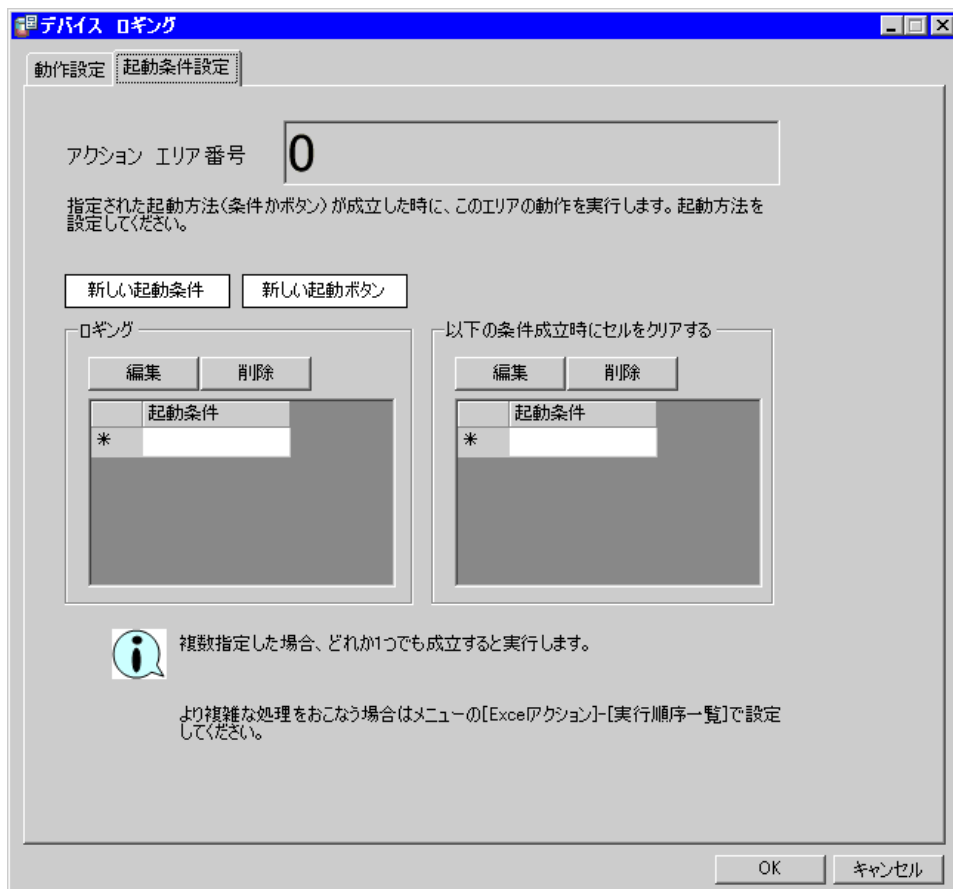 デバイス ロギング
動作設定 起動条件設定
アクション エリア番号 0
指定された起動方法(条件かボタン)が成立した時に、このエリアの動作を実行します。起動方法を
設定してください。
新しい起動条件 新しい起動ボタン
ロギング 以下の条件成立時にセルをクリアする
編集 削除 編集 削除
起動条件 起動条件
* *
複数指定した場合、どれか1つでも成立すると実行します。
より複雑な処理をおこなう場合はメニューの[Excelアクション]-[実行順序一覧]で設定
してください。
OK キャンセル